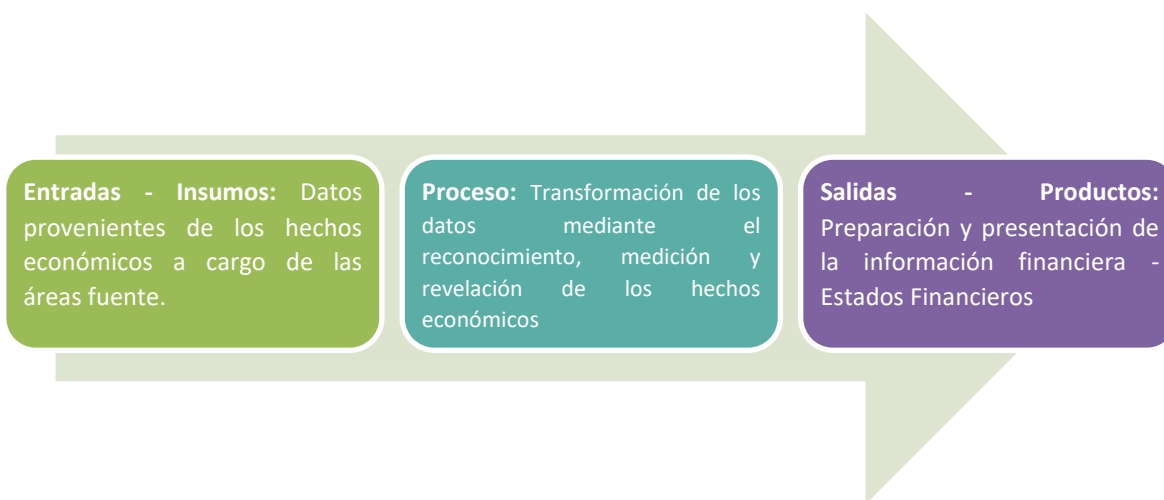 Entradas - Insumos: Datos
provenientes de los hechos
económicos a cargo de las
áreas fuente.
Proceso: Transformación de los
datos mediante el
reconocimiento, medición y
revelación de los hechos
económicos
Salidas - Productos:
Preparación y presentación de
la información financiera -
Estados Financieros